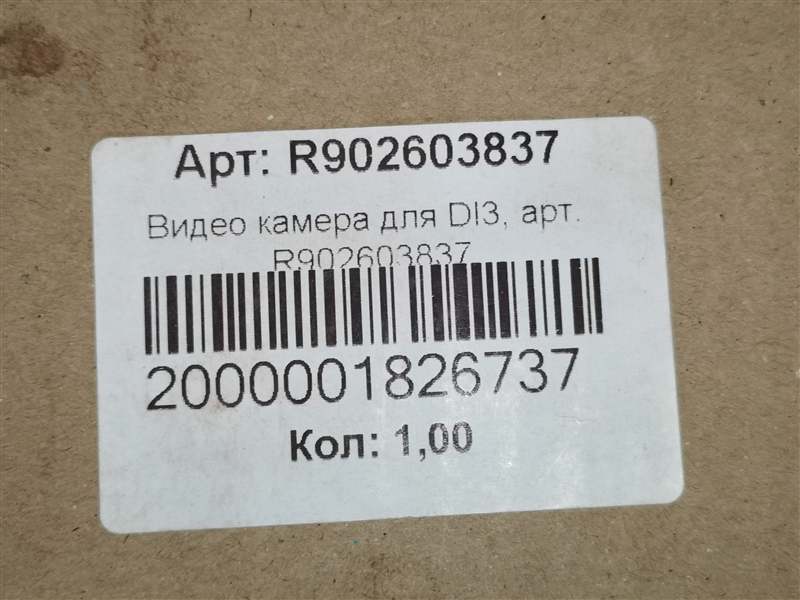 Арт: R902603837
Видео камера для DI3, арт.
R902603837
2000001826737
Кол: 1,00